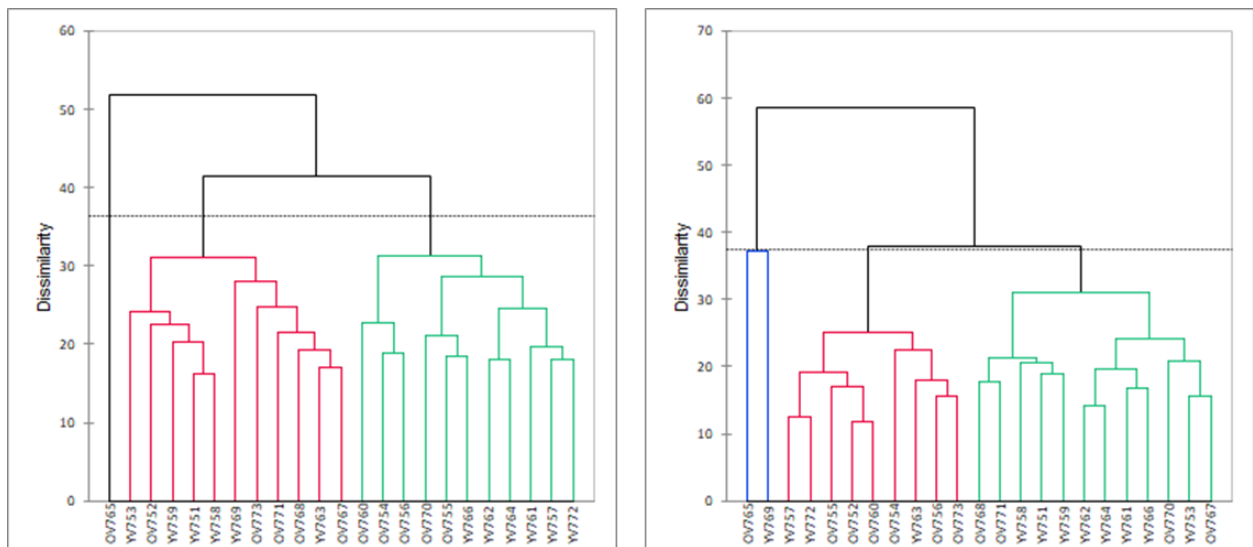 60
50
40
30
20
10
0
Dissimilarity
OV765
YV753
OV752
YV759
YV751
YV758
YV769
OV773
OV771
OV768
YV763
OV767
OV760
OV754
OV756
OV770
OV755
YV766
YV762
YV764
YV761
YV757
YV772
70
60
50
40
30
20
10
0
Dissimilarity
OV765
YV769
YV757
YV772
OV755
OV752
OV760
OV754
YV763
OV756
OV773
OV768
OV771
YV758
YV751
YV759
YV762
YV764
YV761
YV766
OV770
YV753
OV767